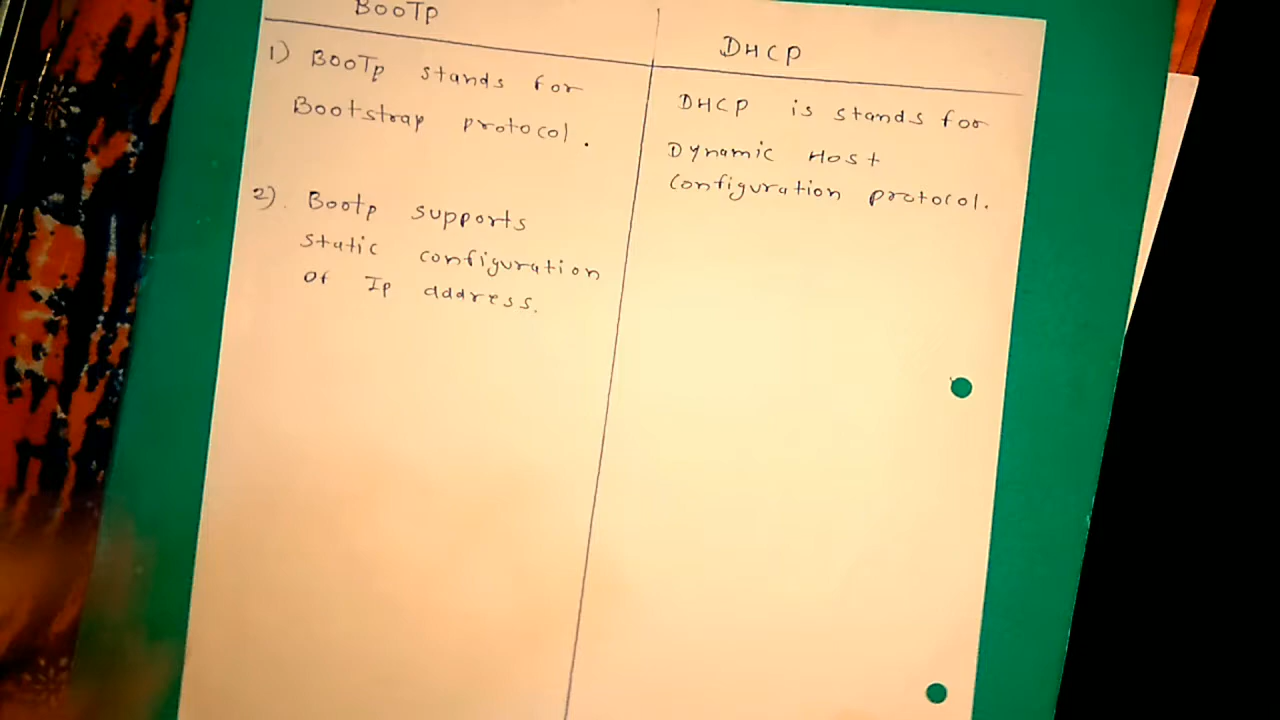 BOOTP
DHCP
1) BOOTp stands for
Bootstrap protocol.
DHCP is stands for
Dynamic Host
Configuration protocol.
2). Bootp supports
static configuration
of Ip address.